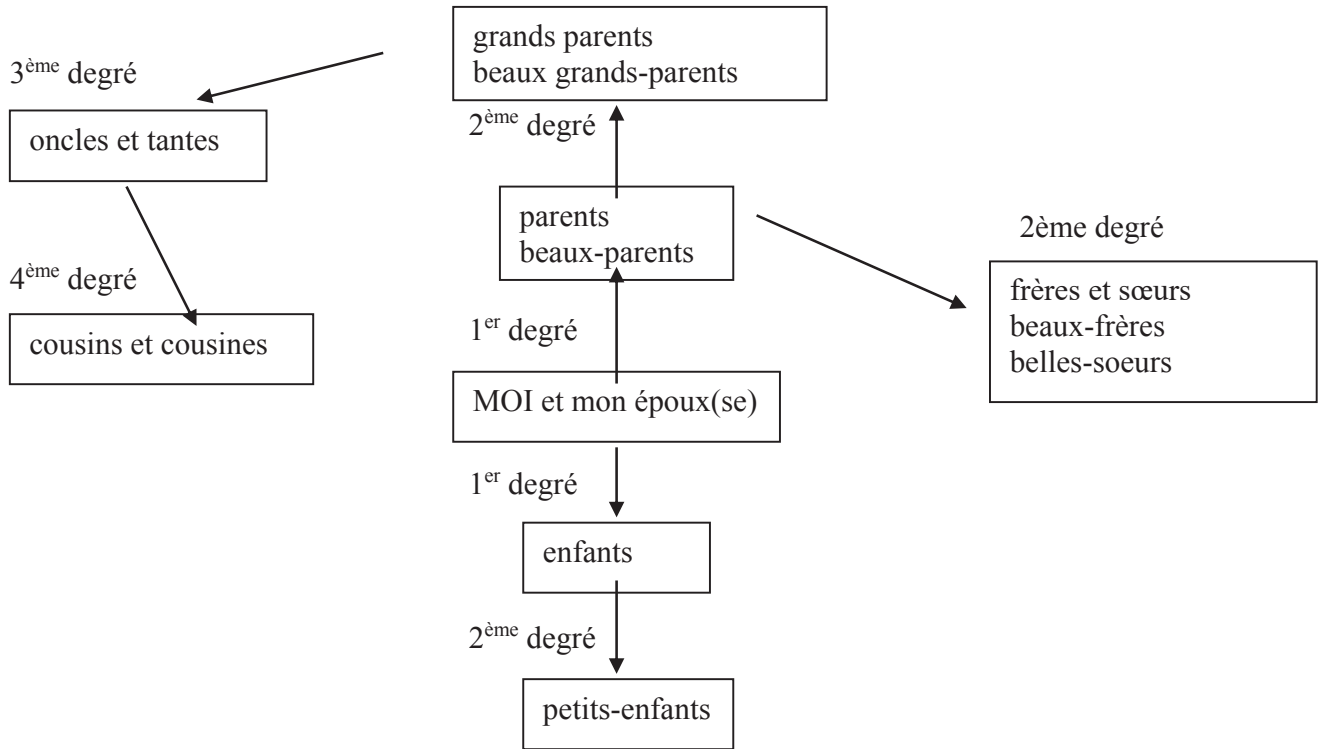 grands parents
beaux grands-parents
3ème degré
oncles et tantes
2ème degré
parents
beaux-parents
2ème degré
frères et sœurs
beaux-frères
belles-soeurs
4ème degré
cousins et cousines
1er degré
MOI et mon époux(se)
1er degré
enfants
2ème degré
petits-enfants